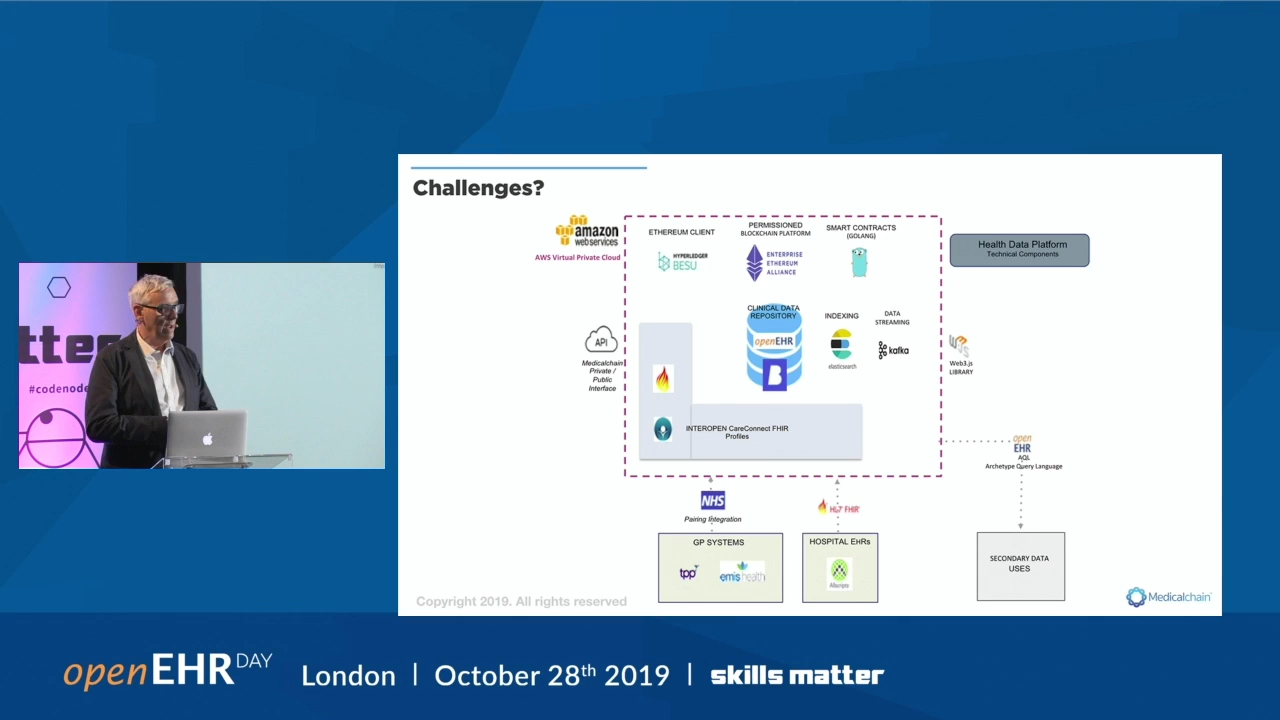 Challenges?
amazon
web services
AWS Virtual Private Cloud
ETHEREUM CLIENT
HYPERLEDGER
BESU
PERMISSIONED
BLOCKCHAIN PLATFORM
ENTERPRISE
ETHEREUM
ALLIANCE
SMART CONTRACTS
(GOLANG)
Health Data Platform
Technical Components
API
Medicalchain
Private /
Public
Interface
CLINICAL DATA
REPOSITORY
openEHR
B
INDEXING
elasticsearch
DATA
STREAMING
kafka
Web3.js
LIBRARY
INTEROPEN CareConnect FHIR
Profiles
open
EHR
AQL
Archetype Query Language
NHS
Pairing Integration
HL7 FHIR
GP SYSTEMS
tpp
emis health
HOSPITAL EHRs
Allscripts
SECONDARY DATA
USES
Copyright 2019. All rights reserved
Medicalchain
tter
#codenode
openEHR DAY
London | October 28th 2019 | skills matter